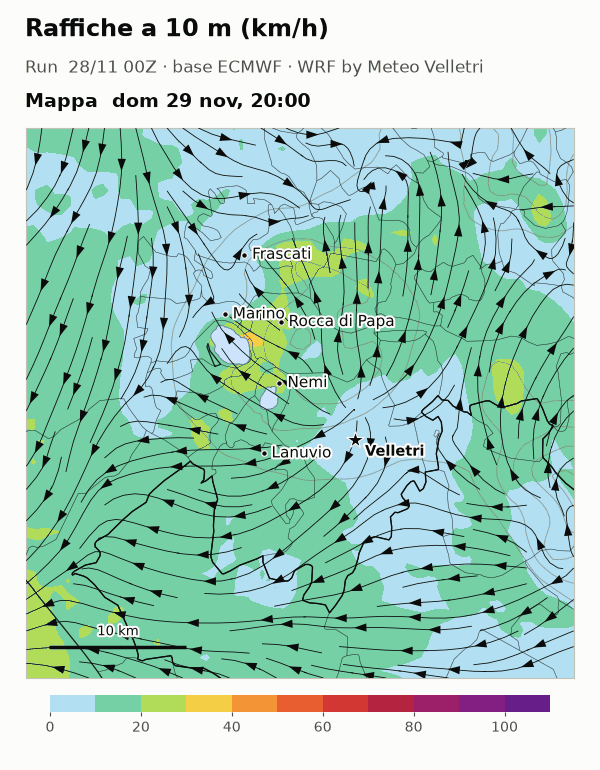 Raffiche a 10 m (km/h)
Run 28/11 00Z · base ECMWF · WRF by Meteo Velletri
Mappa dom 29 nov, 20:00
Frascati
Marino
Rocca di Papa
Nemi
Velletri
Lanuvio
10 km
0 20 40 60 80 100